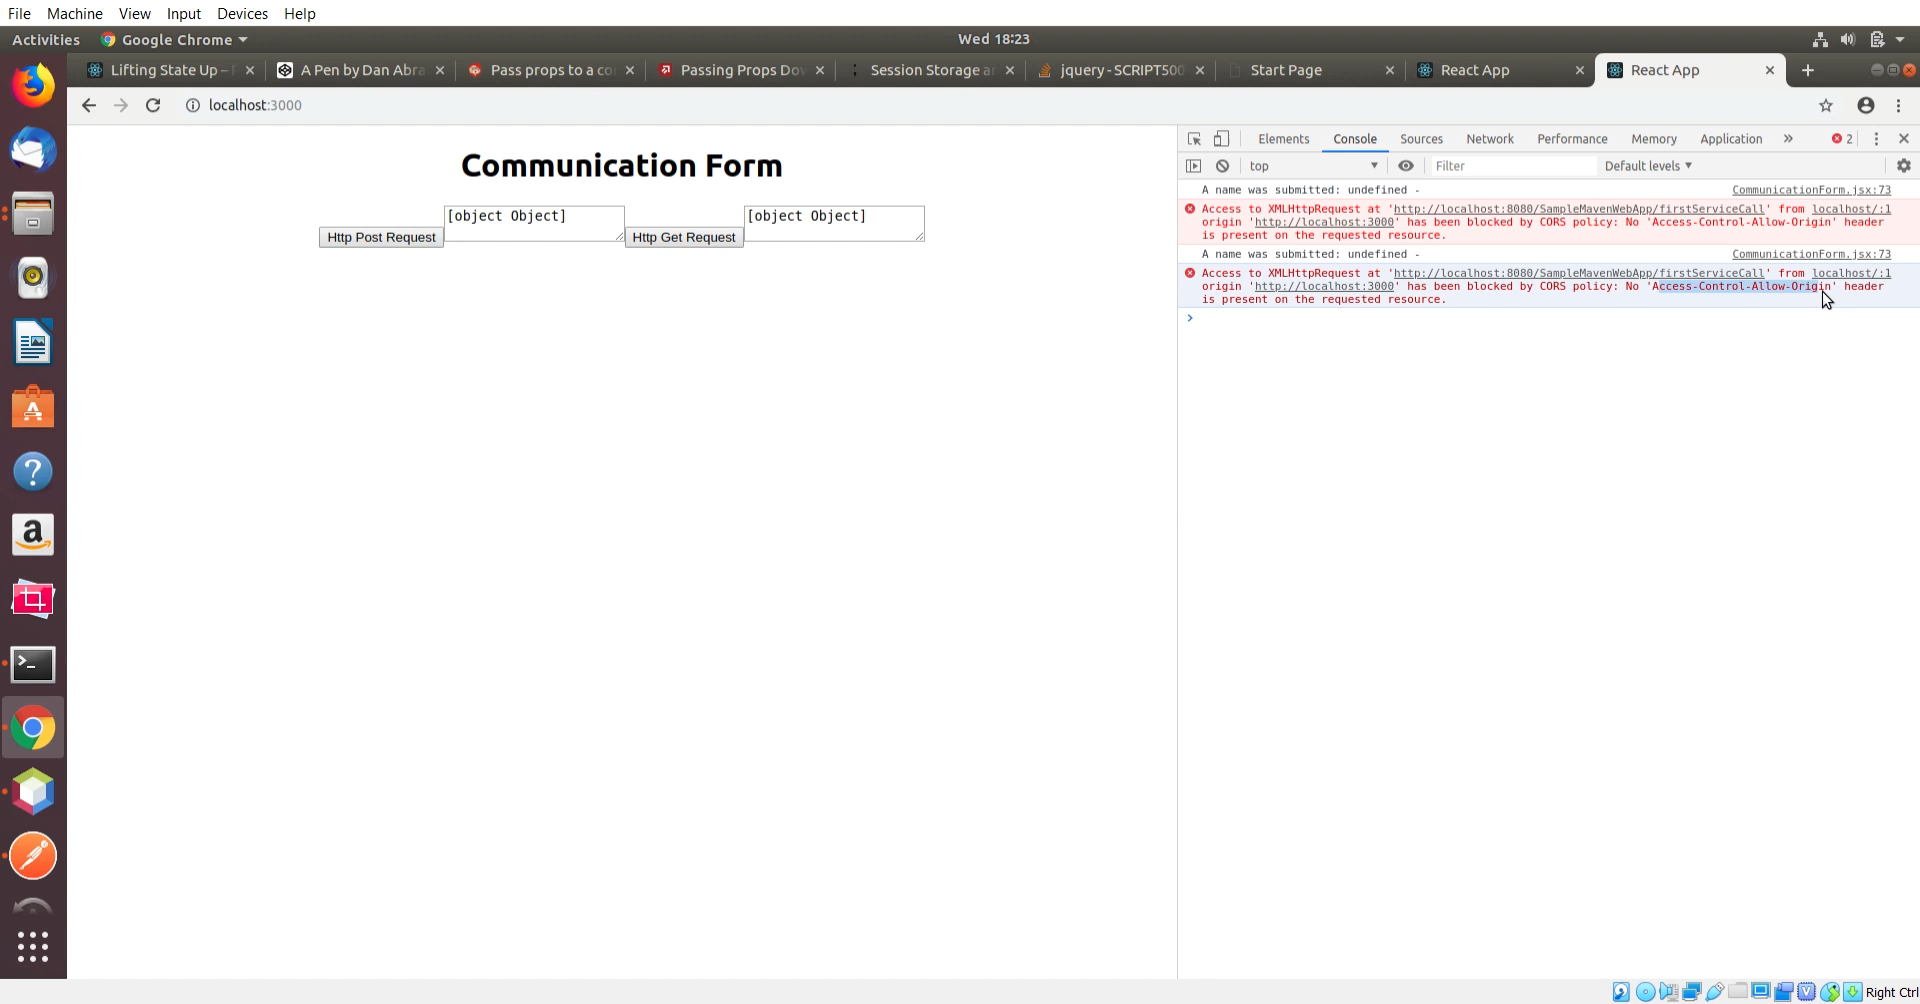 File Machine View Input Devices Help
Activities Google Chrome Wed 18:23
Lifting State Up – A Pen by Dan Abra Pass props to a co Passing Props Dov Session Storage a jquery - SCRIPT500 Start Page React App React App
localhost:3000
Elements Console Sources Network Performance Memory Application » 2
top Filter Default levels
Communication Form
[object Object] [object Object]
Http Post Request Http Get Request
A name was submitted: undefined - CommunicationForm.jsx:73
Access to XMLHttpRequest at 'http://localhost:8080/SampleMavenWebApp/firstServiceCall' from localhost/:1
origin 'http://localhost:3000' has been blocked by CORS policy: No 'Access-Control-Allow-Origin' header
is present on the requested resource.
A name was submitted: undefined - CommunicationForm.jsx:73
Access to XMLHttpRequest at 'http://localhost:8080/SampleMavenWebApp/firstServiceCall' from localhost/:1
origin 'http://localhost:3000' has been blocked by CORS policy: No 'Access-Control-Allow-Origin' header
is present on the requested resource.
>
Right Ctrl